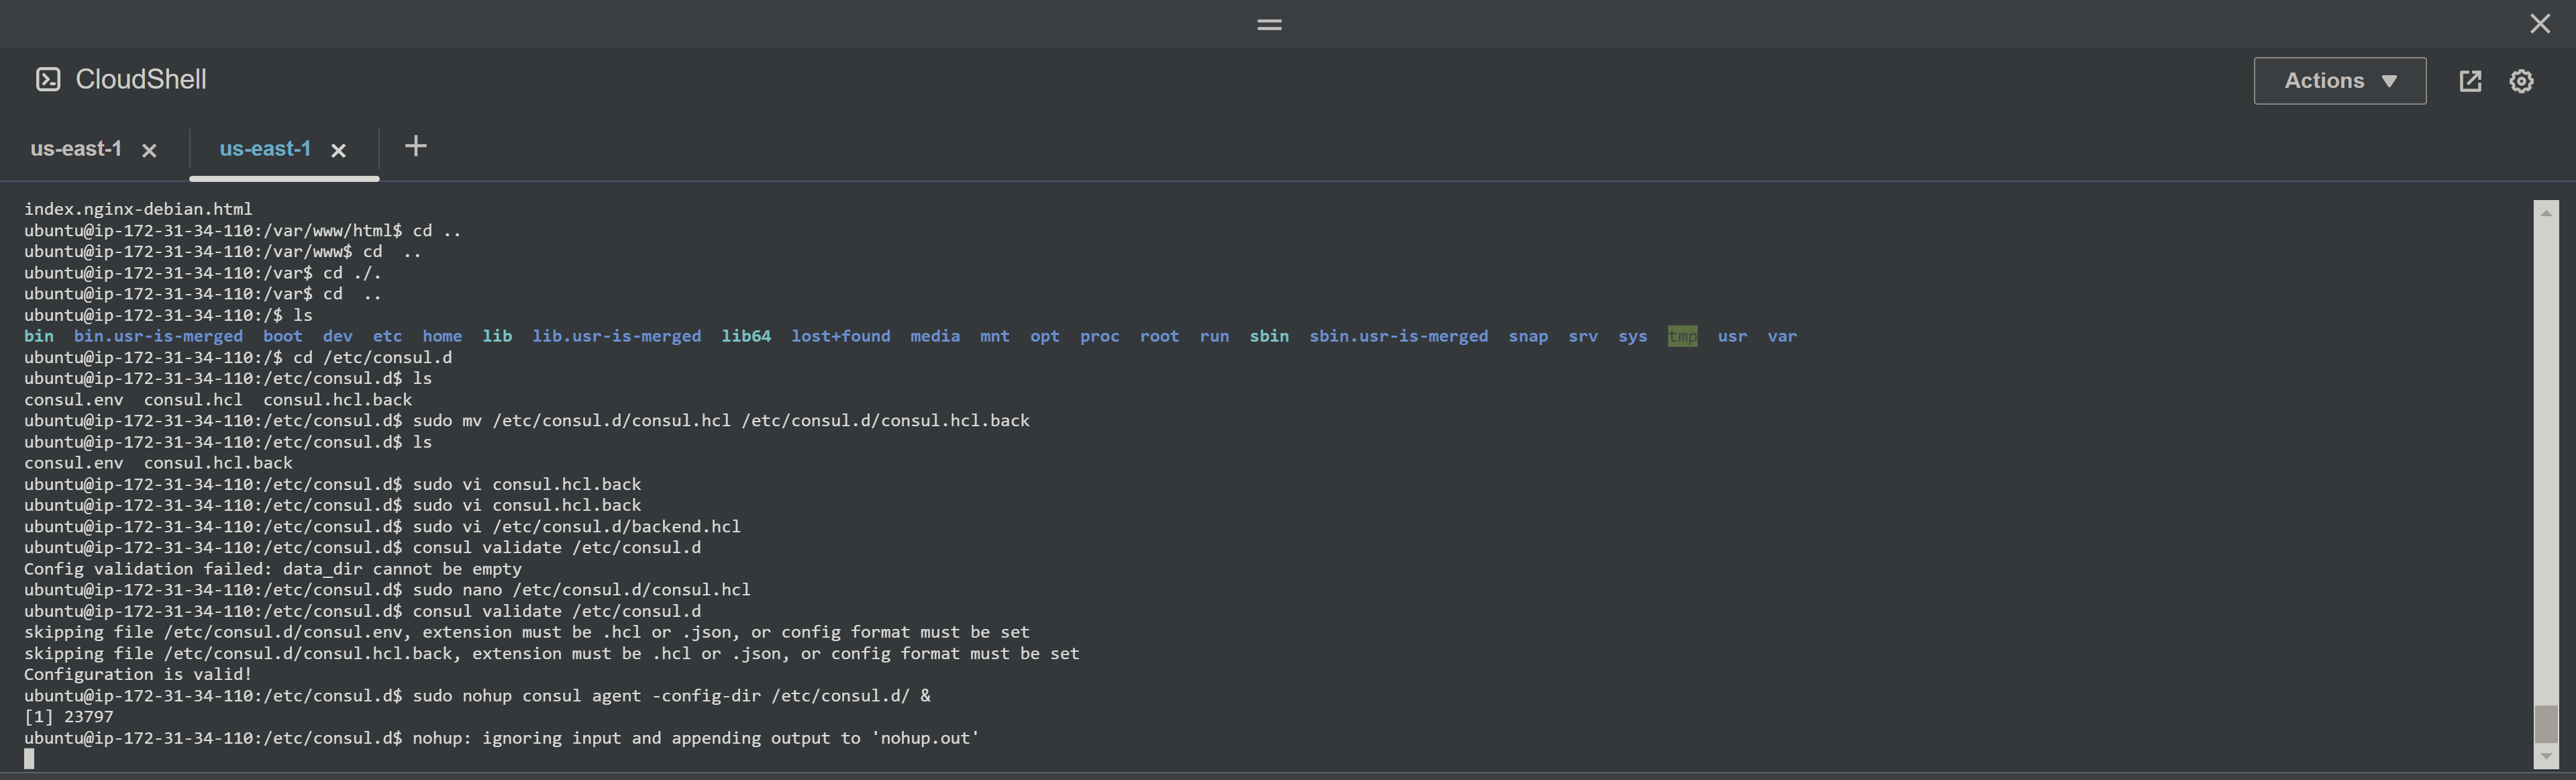 CloudShell
Actions
us-east-1
us-east-1
index.nginx-debian.html
ubuntu@ip-172-31-34-110:/var/www/html$ cd ..
ubuntu@ip-172-31-34-110:/var/www$ cd  ..
ubuntu@ip-172-31-34-110:/var$ cd ./.
ubuntu@ip-172-31-34-110:/var$ cd  ..
ubuntu@ip-172-31-34-110:/$ ls
bin  bin.usr-is-merged  boot  dev  etc  home  lib  lib.usr-is-merged  lib64  lost+found  media  mnt  opt  proc  root  run  sbin  sbin.usr-is-merged  snap  srv  sys  tmp  usr  var
ubuntu@ip-172-31-34-110:/$ cd /etc/consul.d
ubuntu@ip-172-31-34-110:/etc/consul.d$ ls
consul.env  consul.hcl  consul.hcl.back
ubuntu@ip-172-31-34-110:/etc/consul.d$ sudo mv /etc/consul.d/consul.hcl /etc/consul.d/consul.hcl.back
ubuntu@ip-172-31-34-110:/etc/consul.d$ ls
consul.env  consul.hcl.back
ubuntu@ip-172-31-34-110:/etc/consul.d$ sudo vi consul.hcl.back
ubuntu@ip-172-31-34-110:/etc/consul.d$ sudo vi consul.hcl.back
ubuntu@ip-172-31-34-110:/etc/consul.d$ sudo vi /etc/consul.d/backend.hcl
ubuntu@ip-172-31-34-110:/etc/consul.d$ consul validate /etc/consul.d
Config validation failed: data_dir cannot be empty
ubuntu@ip-172-31-34-110:/etc/consul.d$ sudo nano /etc/consul.d/consul.hcl
ubuntu@ip-172-31-34-110:/etc/consul.d$ consul validate /etc/consul.d
skipping file /etc/consul.d/consul.env, extension must be .hcl or .json, or config format must be set
skipping file /etc/consul.d/consul.hcl.back, extension must be .hcl or .json, or config format must be set
Configuration is valid!
ubuntu@ip-172-31-34-110:/etc/consul.d$ sudo nohup consul agent -config-dir /etc/consul.d/ &
[1] 23797
ubuntu@ip-172-31-34-110:/etc/consul.d$ nohup: ignoring input and appending output to 'nohup.out'